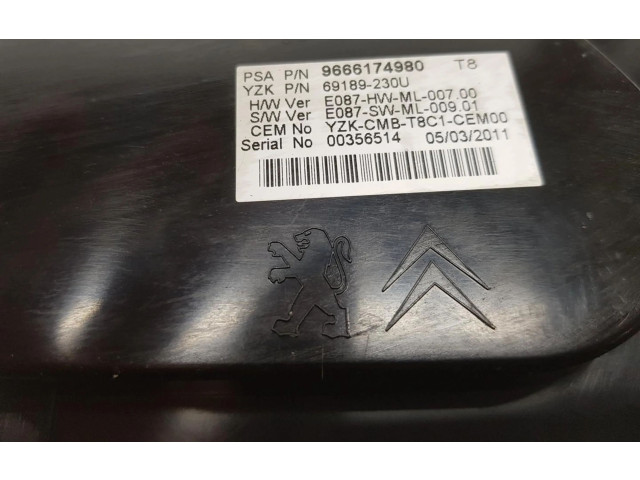 PSA P/N 9666174980 T8
YZK P/N 69189-230U
H/W Ver E087-HW-ML-007.00
S/W Ver E087-SW-ML-009.01
CEM No YZK-CMB-T8C1-CEM00
Serial No 00356514 05/03/2011